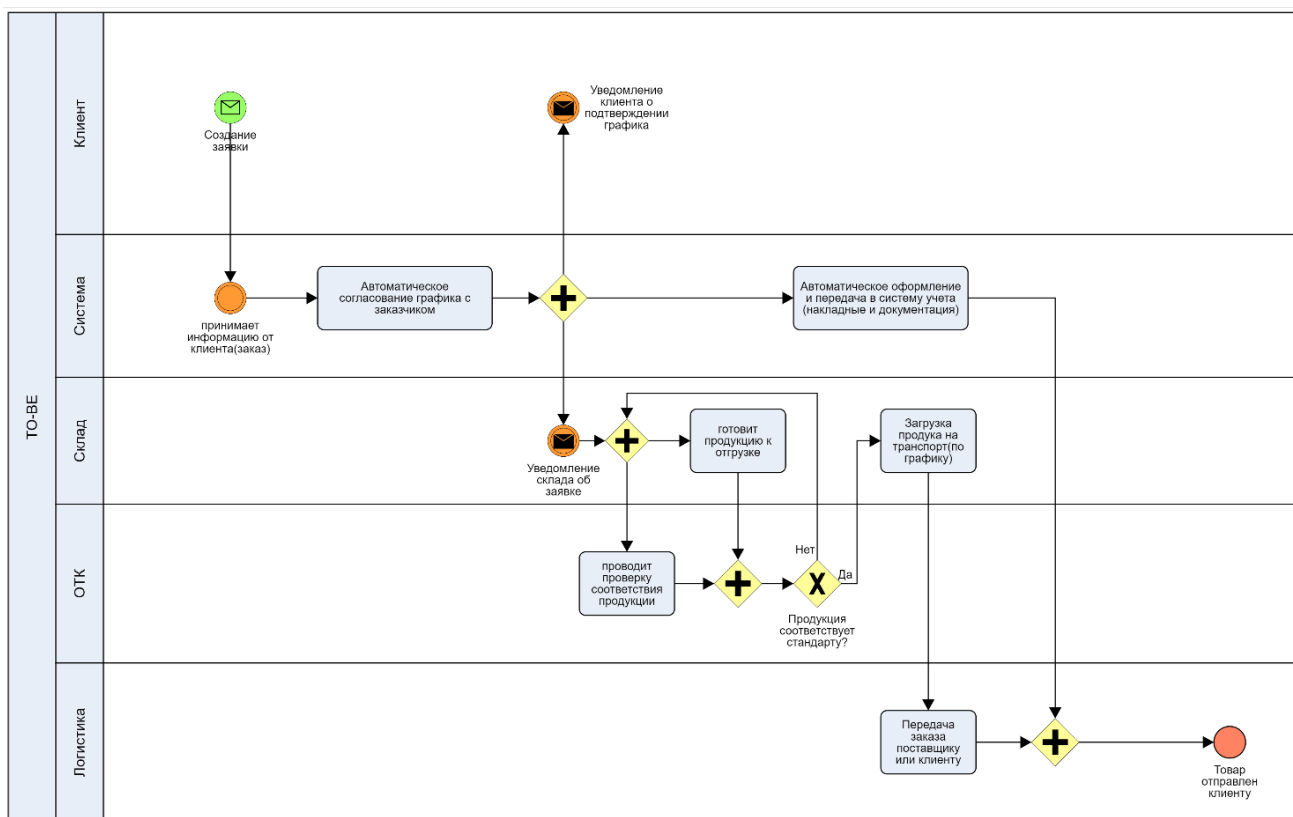 TO-BE
Клиент
Создание
заявки
Уведомление
клиента о
подтверждении
графика
Система
принимает
информацию от
клиента(заказ)
Автоматическое
согласование графика с
заказчиком
Автоматическое оформление
и передача в систему учета
(накладные и документация)
Склад
Уведомление
склада об
заявке
готовит
продукцию к
отгрузке
Загрузка
продука на
транспорт(по
графику)
ОТК
проводит
проверку
соответствия
продукции
Нет
X
Да
Продукция
соответствует
стандарту?
Логистика
Передача
заказа
поставщику
или клиенту
Товар
отправлен
клиенту